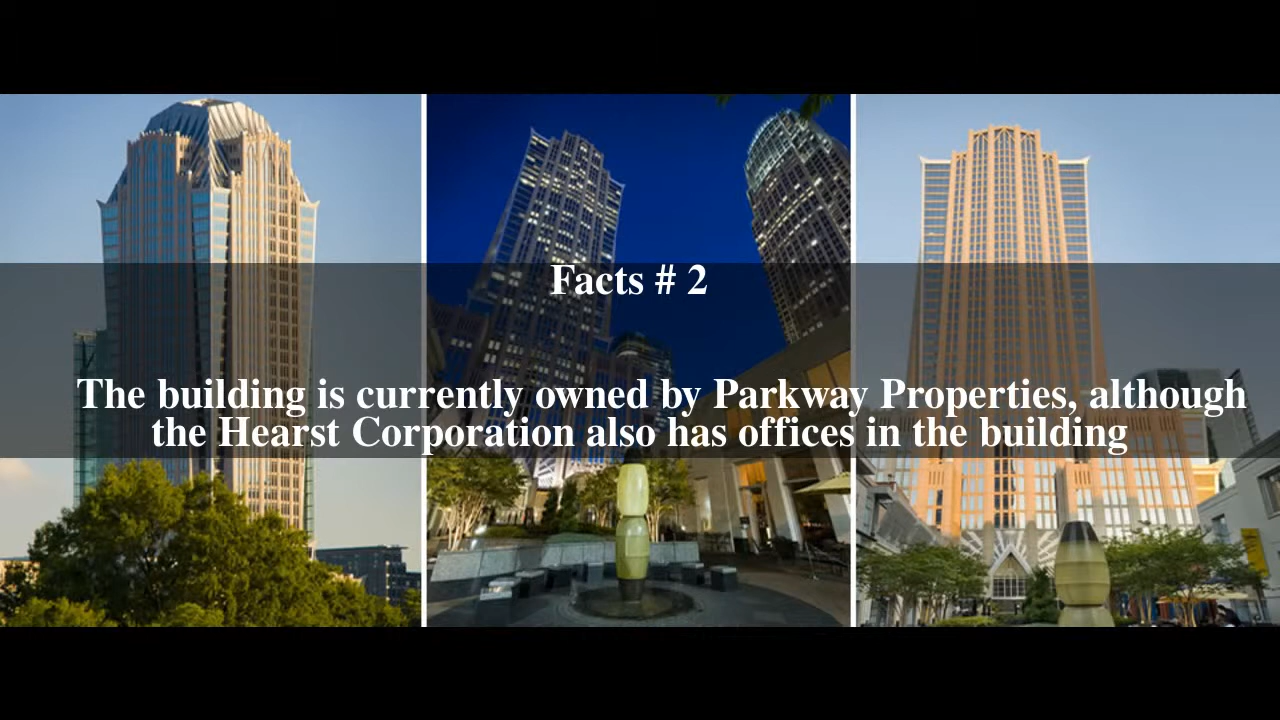 Facts # 2
The building is currently owned by Parkway Properties, although
the Hearst Corporation also has offices in the building